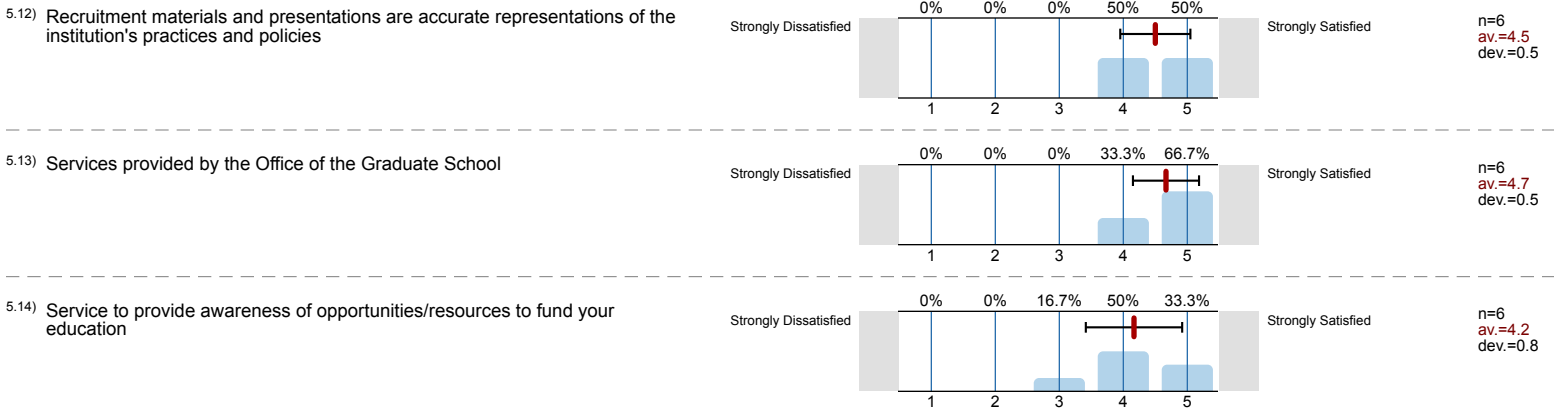 5.12) Recruitment materials and presentations are accurate representations of the
institution's practices and policies
Strongly Dissatisfied
0% 0% 0% 50% 50%
1 2 3 4 5
Strongly Satisfied
n=6
av.=4.5
dev.=0.5
5.13) Services provided by the Office of the Graduate School
Strongly Dissatisfied
0% 0% 0% 33.3% 66.7%
1 2 3 4 5
Strongly Satisfied
n=6
av.=4.7
dev.=0.5
5.14) Service to provide awareness of opportunities/resources to fund your
education
Strongly Dissatisfied
0% 0% 16.7% 50% 33.3%
1 2 3 4 5
Strongly Satisfied
n=6
av.=4.2
dev.=0.8